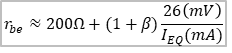 r_be ≈ 200Ω + (1 + β) 26(mV) / I_EQ(mA)